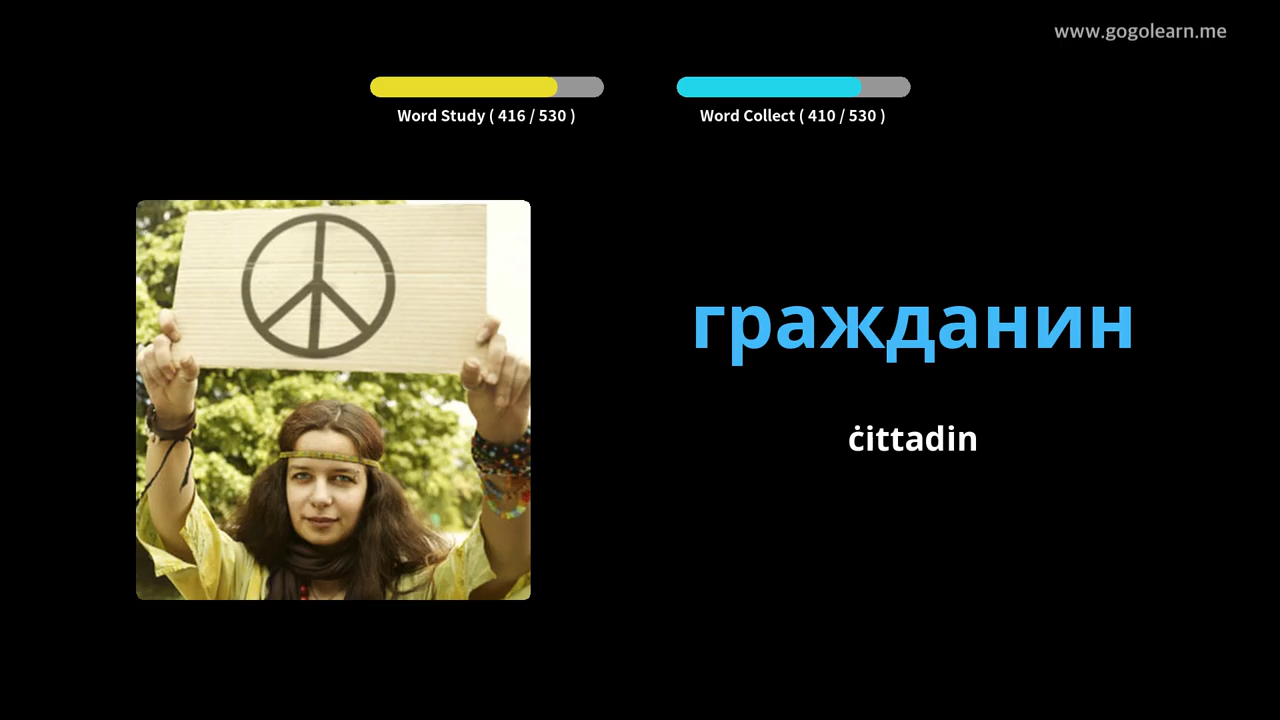 www.gogolearn.me
Word Study ( 416 / 530 )
Word Collect ( 410 / 530 )
гражданин
ċittadin